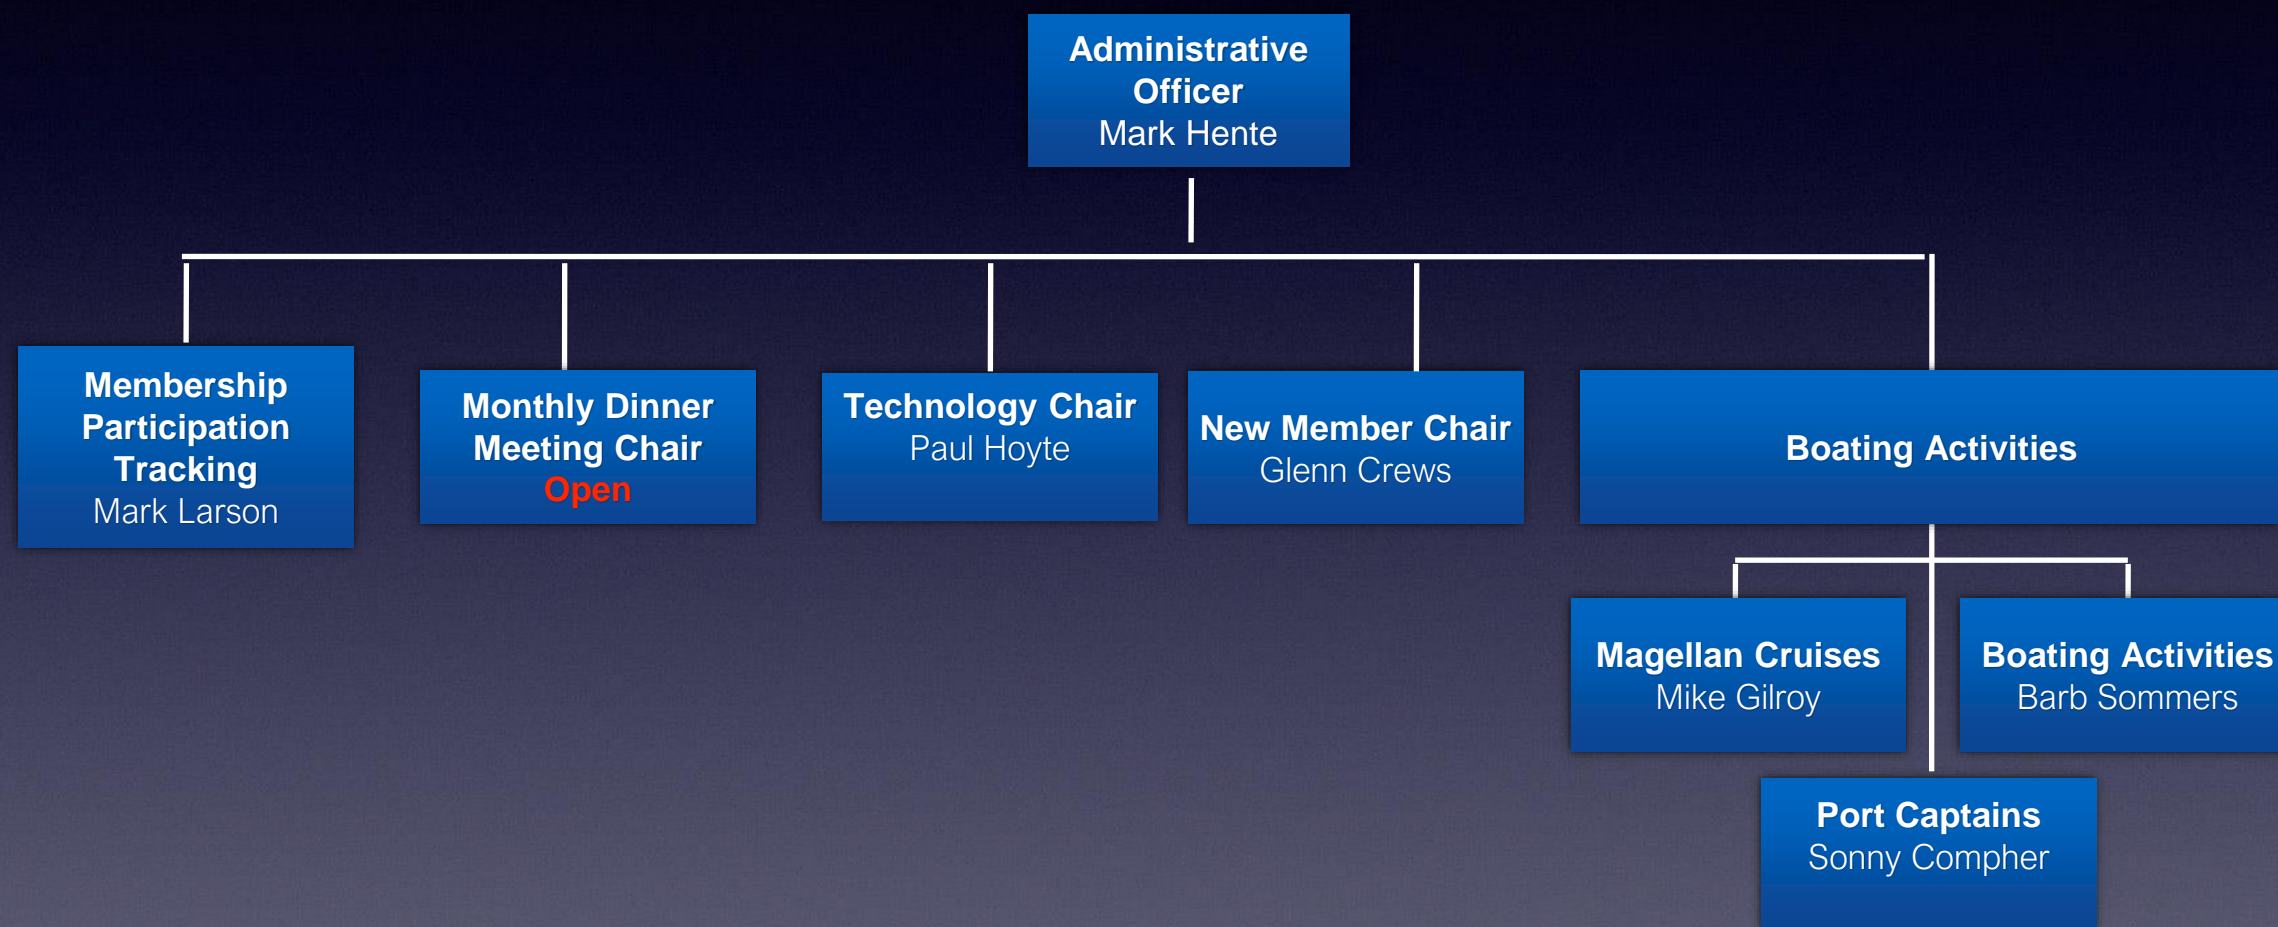 Administrative
Officer
Mark Hente
Membership
Participation
Tracking
Mark Larson
Monthly Dinner
Meeting Chair
Open
Technology Chair
Paul Hoyte
New Member Chair
Glenn Crews
Boating Activities
Magellan Cruises
Mike Gilroy
Boating Activities
Barb Sommers
Port Captains
Sonny Compher